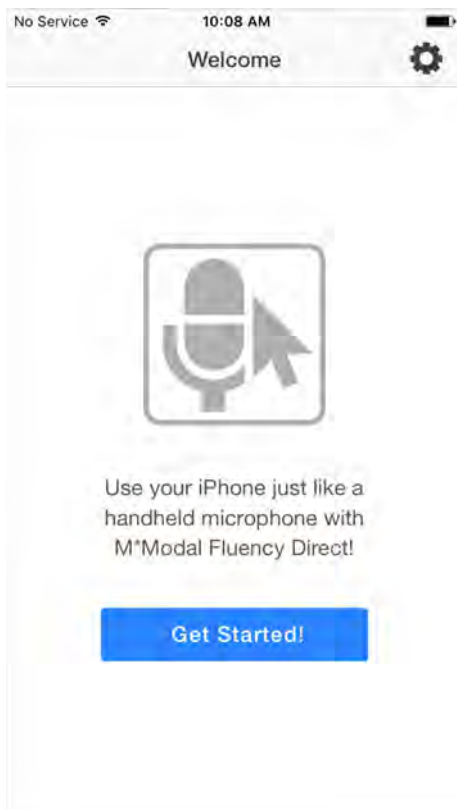 No Service 10:08 AM
Welcome
Use your iPhone just like a
handheld microphone with
M*Modal Fluency Direct!
Get Started!